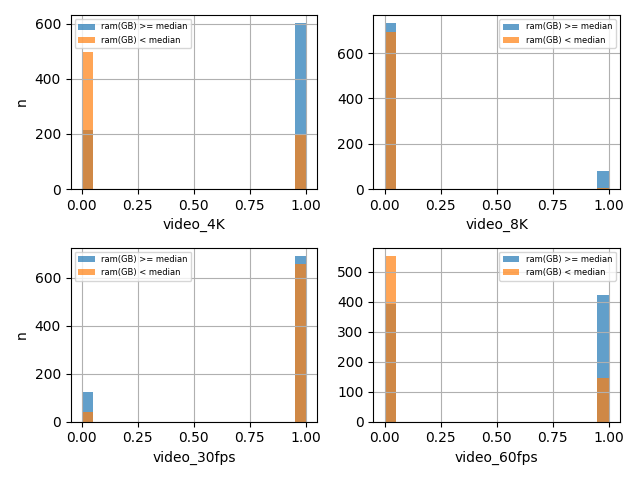 600
400
200
0
n
ram(GB) >= median
ram(GB) < median
0.00 0.25 0.50 0.75 1.00
video_4K
600
400
200
0
ram(GB) >= median
ram(GB) < median
0.00 0.25 0.50 0.75 1.00
video_8K
600
400
200
0
n
ram(GB) >= median
ram(GB) < median
0.00 0.25 0.50 0.75 1.00
video_30fps
500
400
300
200
100
0
ram(GB) >= median
ram(GB) < median
0.00 0.25 0.50 0.75 1.00
video_60fps